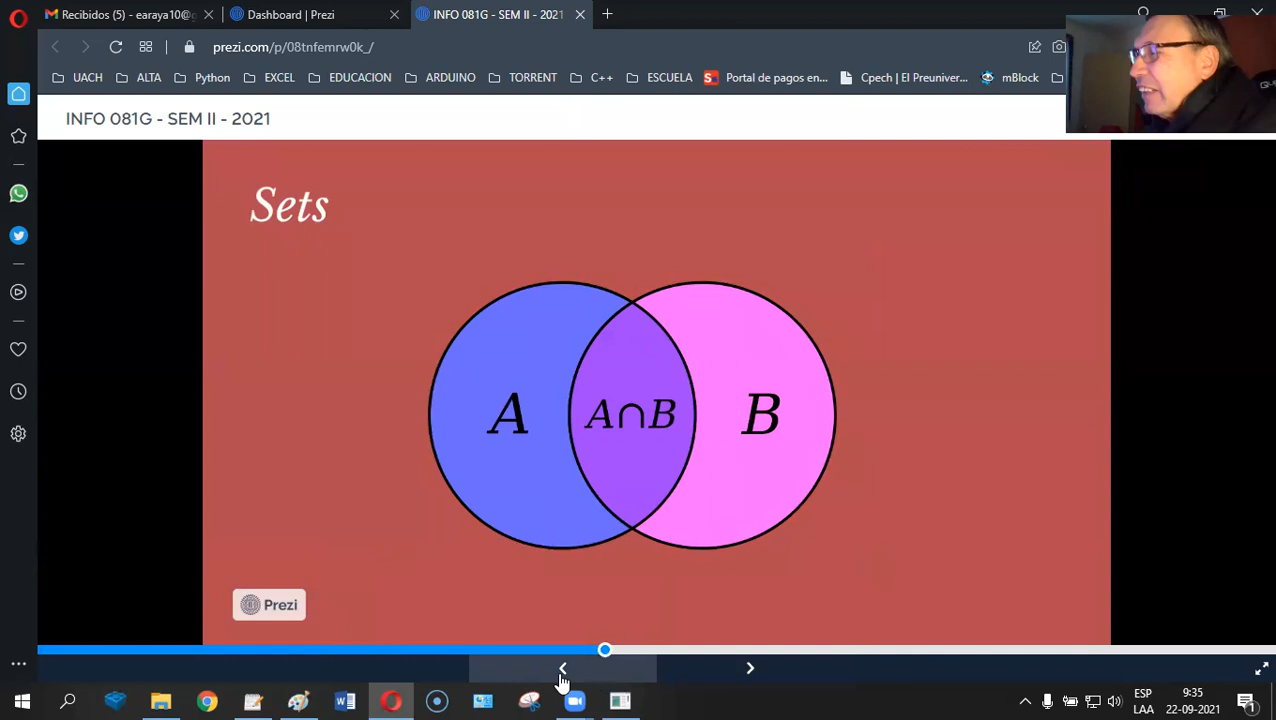 Recibidos (5) - earaya10@g
Dashboard | Prezi
INFO 081G - SEM II - 2021
prezi.com/p/08tnfemrw0k_/
UACH
ALTA
Python
EXCEL
EDUCACION
ARDUINO
TORRENT
C++
ESCUELA
Portal de pagos en...
Cpech | El Preuniver...
mBlock
INFO 081G - SEM II - 2021
Sets
A
A∩B
B
Prezi
ESP
LAA
9:35
22-09-2021
1